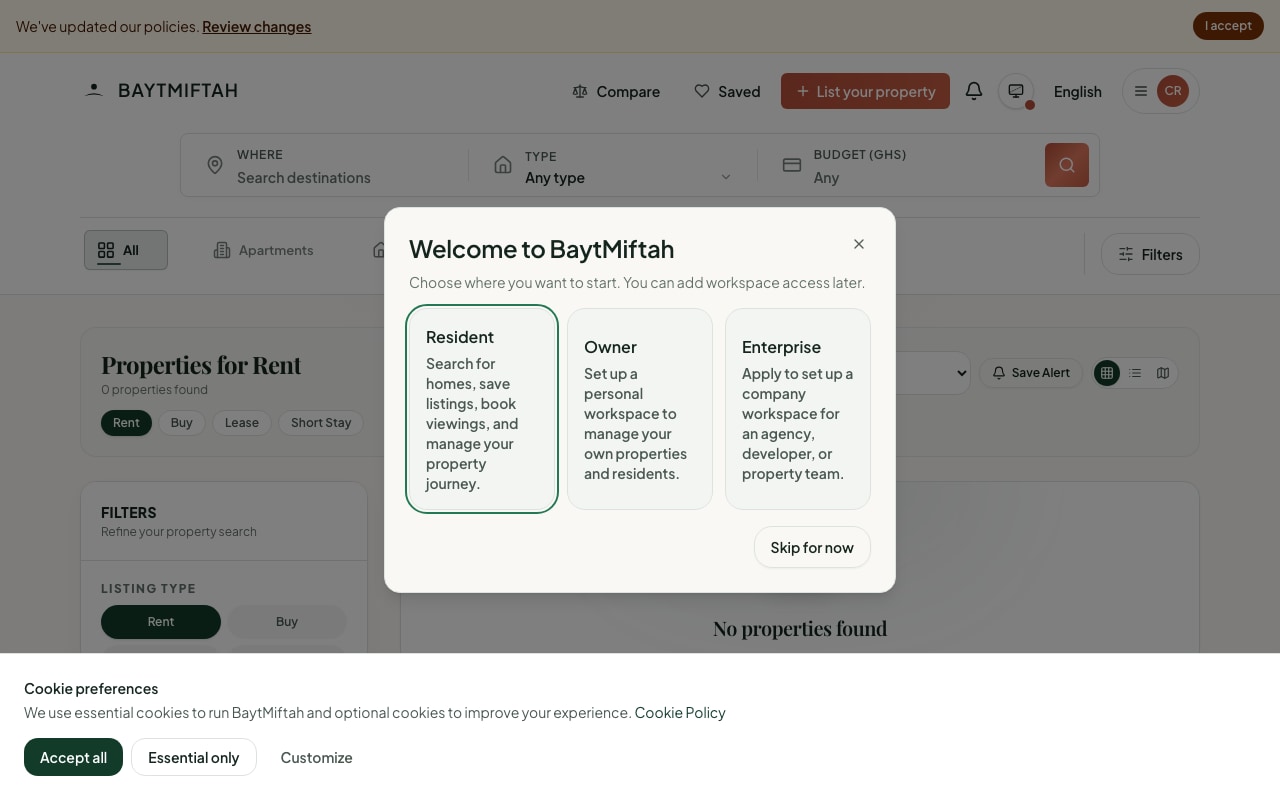 We've updated our policies. Review changes
I accept
BAYTMIFTAH
Compare
Saved
List your property
English
CR
WHERE
Search destinations
TYPE
Any type
BUDGET (GHS)
Any
All
Apartments
Filters
Welcome to BaytMiftah
Choose where you want to start. You can add workspace access later.
Resident
Search for
homes, save
listings, book
viewings, and
manage your
property
journey.
Owner
Set up a
personal
workspace to
manage your
own properties
and residents.
Enterprise
Apply to set up a
company
workspace for
an agency,
developer, or
property team.
Skip for now
Properties for Rent
0 properties found
Rent
Buy
Lease
Short Stay
Save Alert
FILTERS
Refine your property search
LISTING TYPE
Rent
Buy
No properties found
Cookie preferences
We use essential cookies to run BaytMiftah and optional cookies to improve your experience. Cookie Policy
Accept all
Essential only
Customize